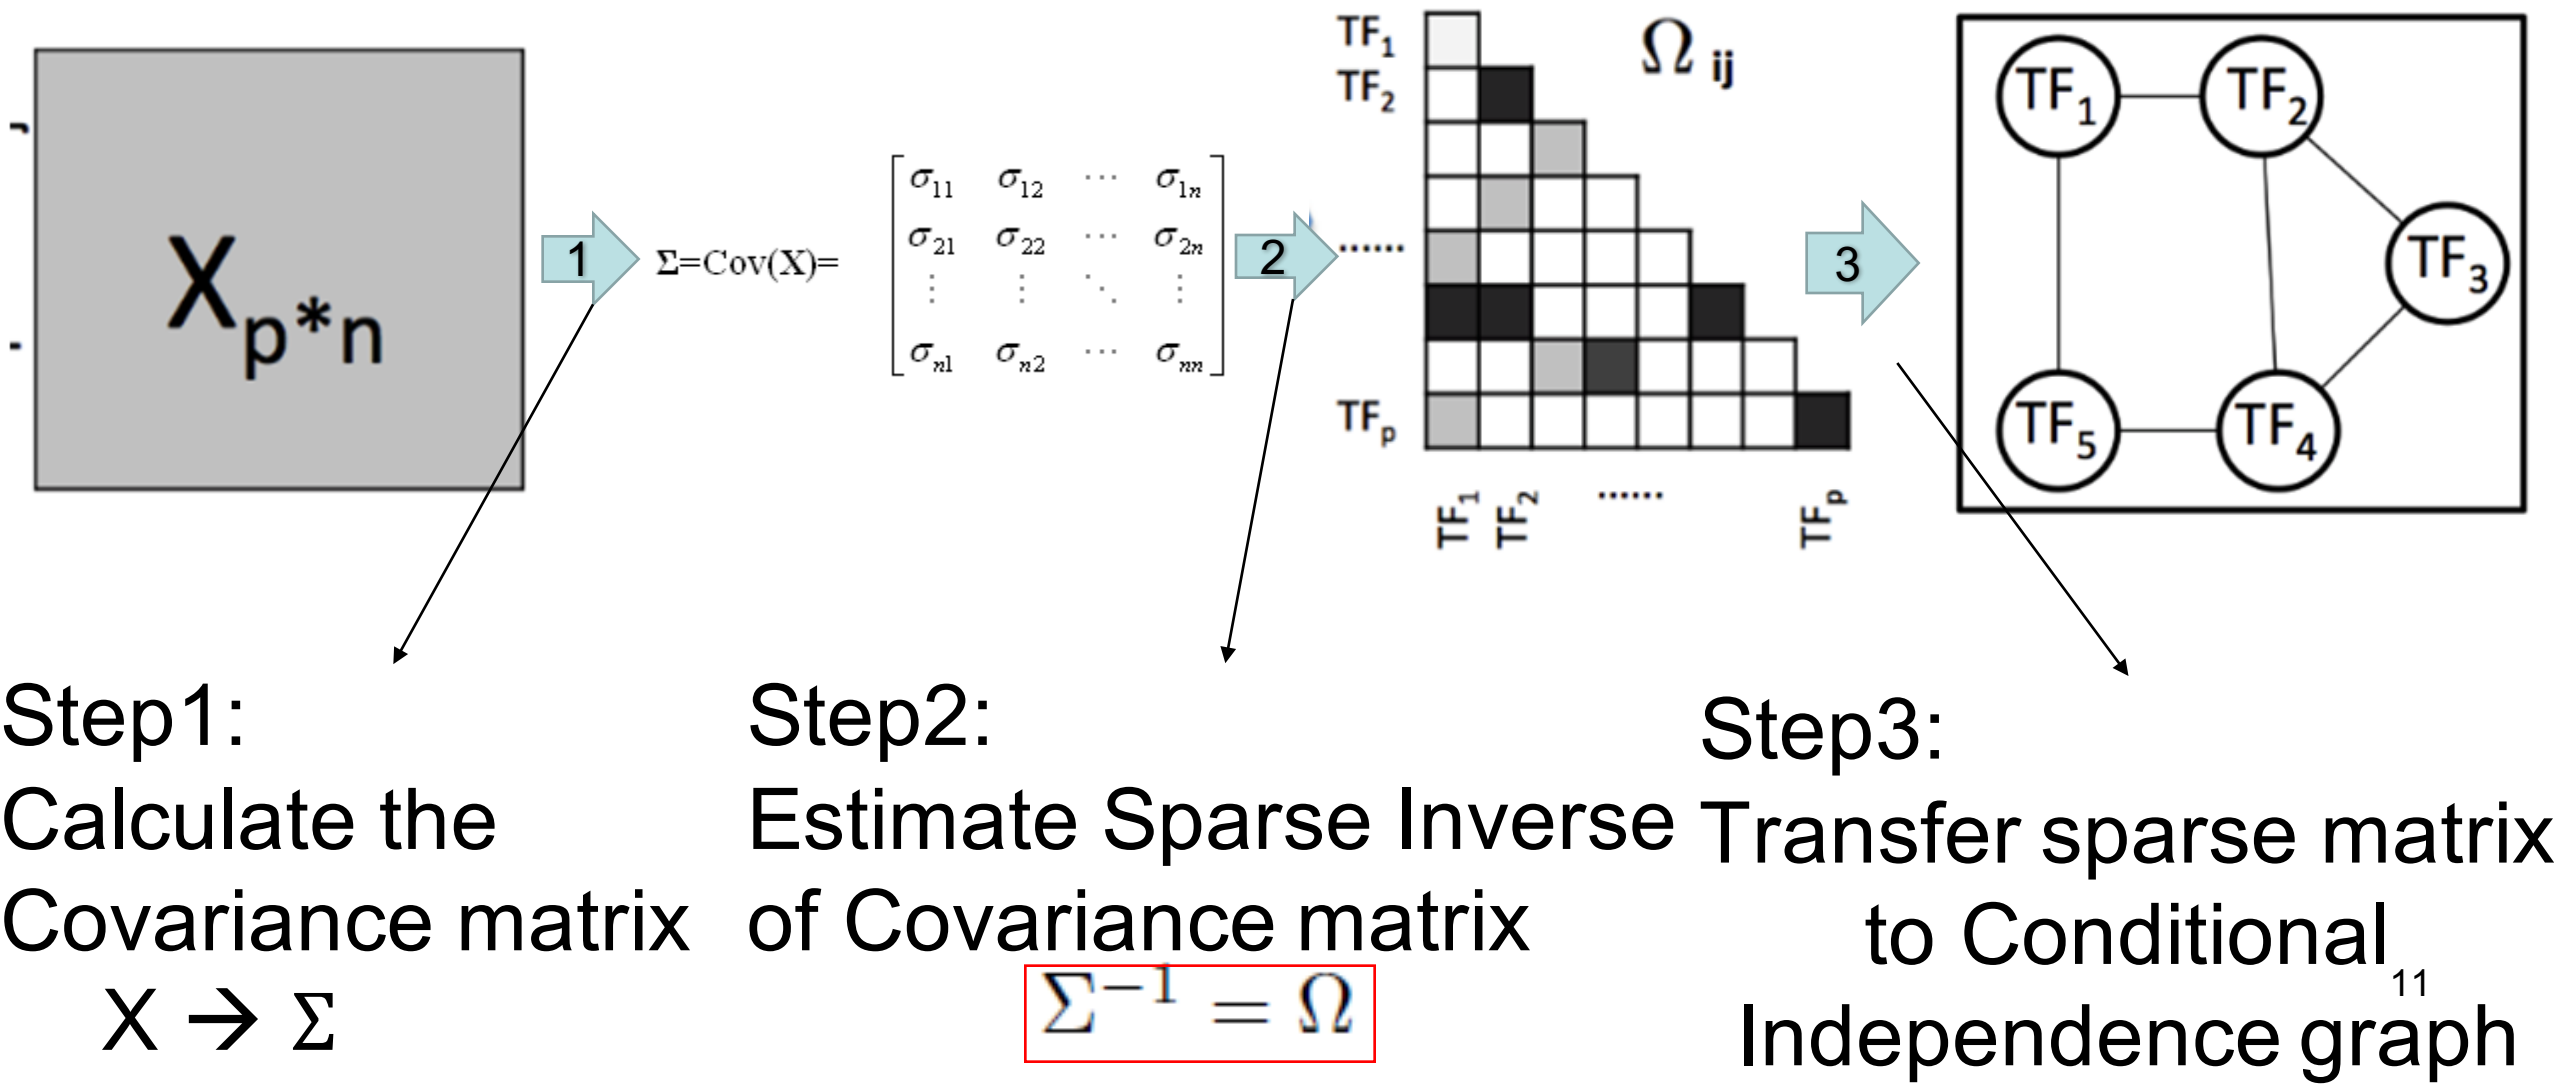 X p*n
1
Σ=Cov(X)=
σ11 σ12 ⋯ σ1n
σ21 σ22 ⋯ σ2n
⋮ ⋮ ⋱ ⋮
σn1 σn2 ⋯ σnn
2
TF1
TF2
......
TFp
Ω ij
TF1 TF2 ...... TFp
3
TF1
TF2
TF3
TF5
TF4
Step1:
Calculate the
Covariance matrix
X → Σ
Step2:
Estimate Sparse Inverse
of Covariance matrix
Σ⁻¹ = Ω
Step3:
Transfer sparse matrix
to Conditional
Independence graph
11